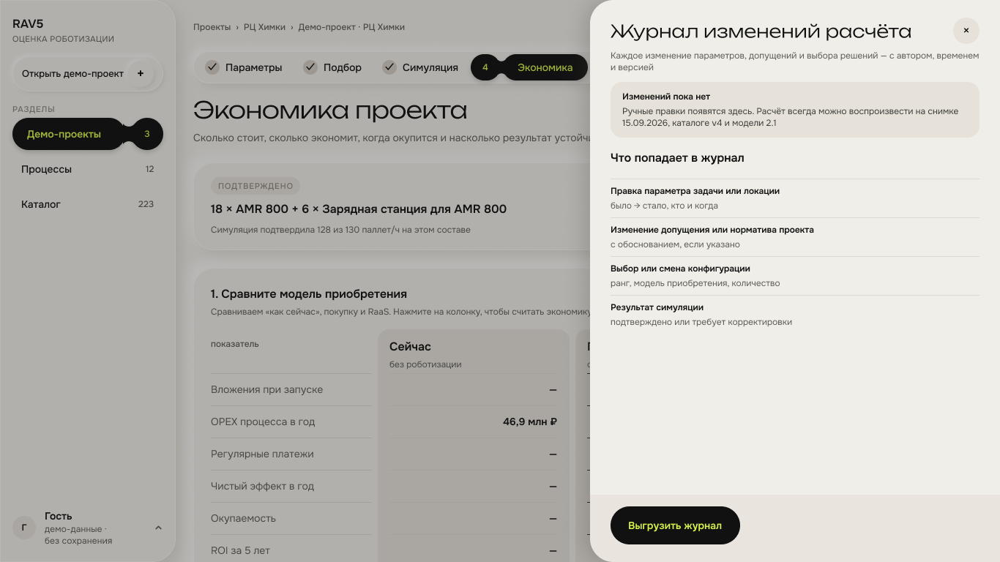 RAV5
ОЦЕНКА РОБОТИЗАЦИИ
Открыть демо-проект +
РАЗДЕЛЫ
Демо-проекты 3
Процессы 12
Каталог 223
Г
Гость
демо-данные ·
без сохранения
Проекты › РЦ Химки › Демо-проект · РЦ Химки
Параметры Подбор Симуляция 4 Экономика
Экономика проекта
Сколько стоит, сколько экономит, когда окупится и насколько результат
ПОДТВЕРЖДЕНО
18 × AMR 800 + 6 × Зарядная станция для AMR 800
Симуляция подтвердила 128 из 130 паллет/ч на этом составе
1. Сравните модель приобретения
Сравниваем «как сейчас», покупку и RaaS. Нажмите на колонку, чтобы считать экономику
показатель
Сейчас
без роботизации
Вложения при запуске —
OPEX процесса в год 46,9 млн ₽
Регулярные платежи —
Чистый эффект в год —
Окупаемость —
ROI за 5 лет —
Журнал изменений расчёта ×
Каждое изменение параметров, допущений и выбора решений — с автором, временем
и версией
Изменений пока нет
Ручные правки появятся здесь. Расчёт всегда можно воспроизвести на снимке
15.09.2026, каталоге v4 и модели 2.1
Что попадает в журнал
Правка параметра задачи или локации
было → стало, кто и когда
Изменение допущения или норматива проекта
с обоснованием, если указано
Выбор или смена конфигурации
ранг, модель приобретения, количество
Результат симуляции
подтверждено или требует корректировки
Выгрузить журнал